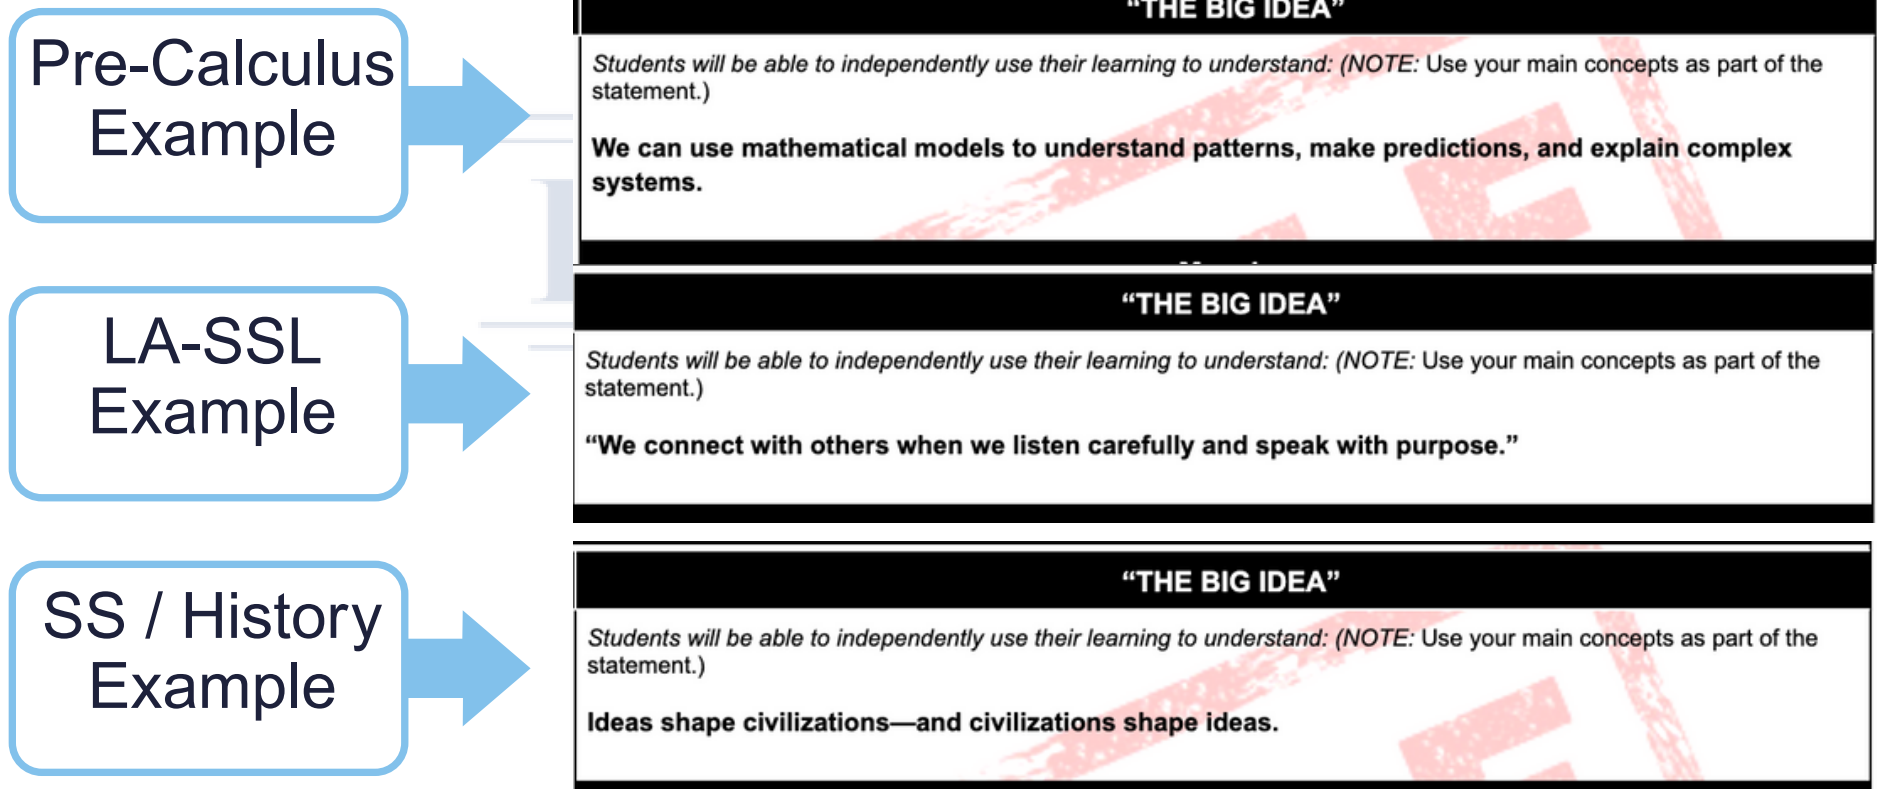 Pre-Calculus
Example
"THE BIG IDEA"
Students will be able to independently use their learning to understand: (NOTE: Use your main concepts as part of the
statement.)
We can use mathematical models to understand patterns, make predictions, and explain complex
systems.
LA-SSL
Example
“THE BIG IDEA”
Students will be able to independently use their learning to understand: (NOTE: Use your main concepts as part of the
statement.)
“We connect with others when we listen carefully and speak with purpose.”
SS / History
Example
“THE BIG IDEA”
Students will be able to independently use their learning to understand: (NOTE: Use your main concepts as part of the
statement.)
Ideas shape civilizations—and civilizations shape ideas.